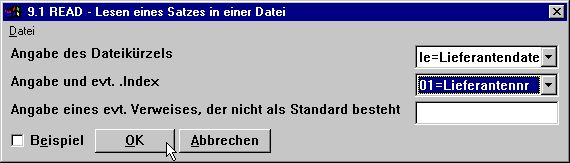 9.1 READ - Lesen eines Satzes in einer Datei
Datei
Angabe des Dateikürzels le=Lieferantendate
Angabe und evt. .Index 01=Lieferantennr
Angabe eines evt. Verweises, der nicht als Standard besteht
Beispiel OK Abbrechen